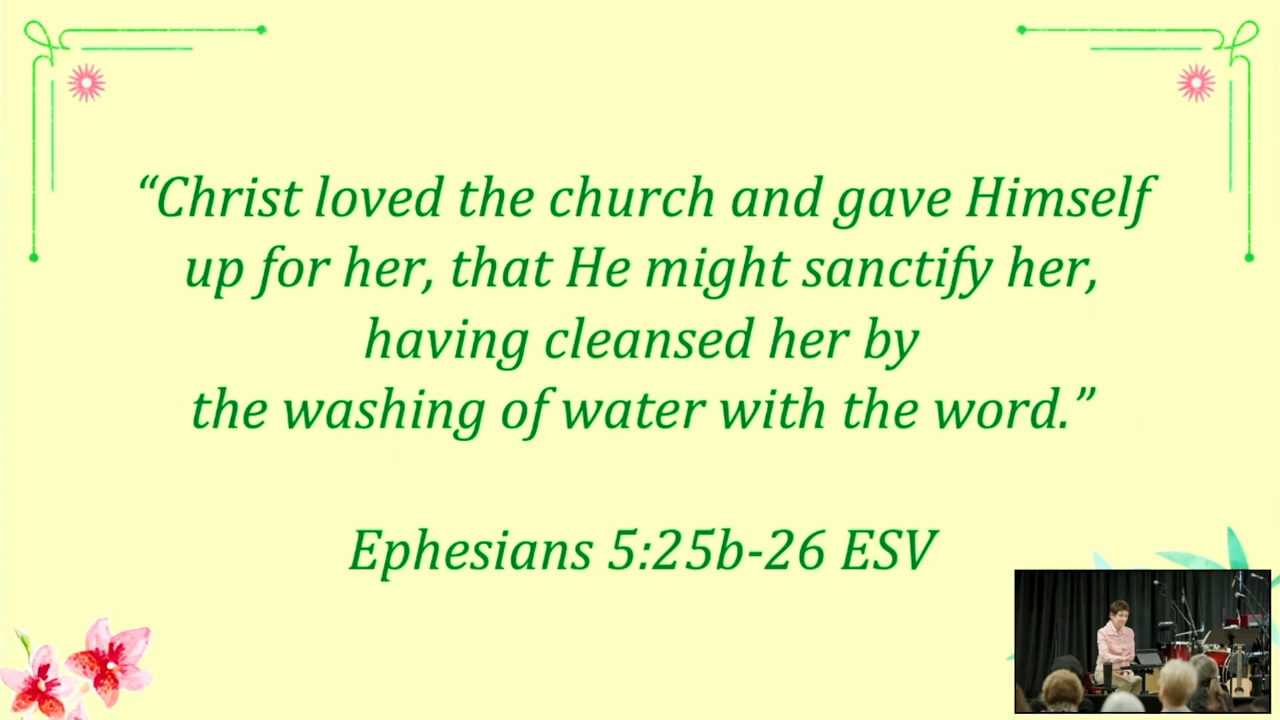 “Christ loved the church and gave Himself
up for her, that He might sanctify her,
having cleansed her by
the washing of water with the word.”
Ephesians 5:25b-26 ESV